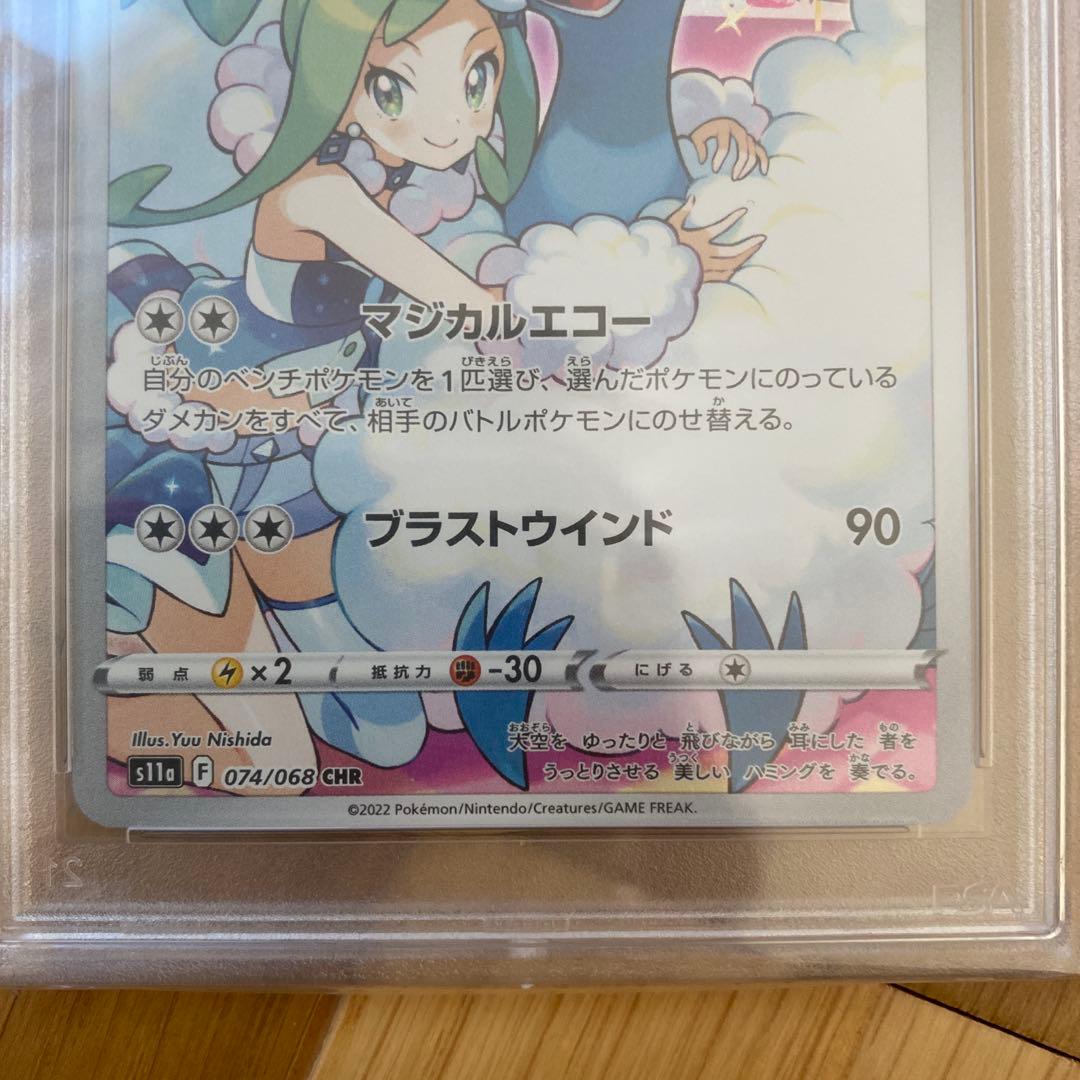 マジカルエコー
自分のベンチポケモンを1匹選び、選んだポケモンにのっている
ダメカンをすべて、相手のバトルポケモンにのせ替える。
ブラストウインド 90
弱点 ×2 抵抗力 -30 にげる
Illus.Yuu Nishida
大空を ゆったりと 飛びながら 耳にした 者を
うっとりさせる 美しい ハミングを 奏でる。
s11a F 074/068 CHR
©2022 Pokémon/Nintendo/Creatures/GAME FREAK.
21
PSA